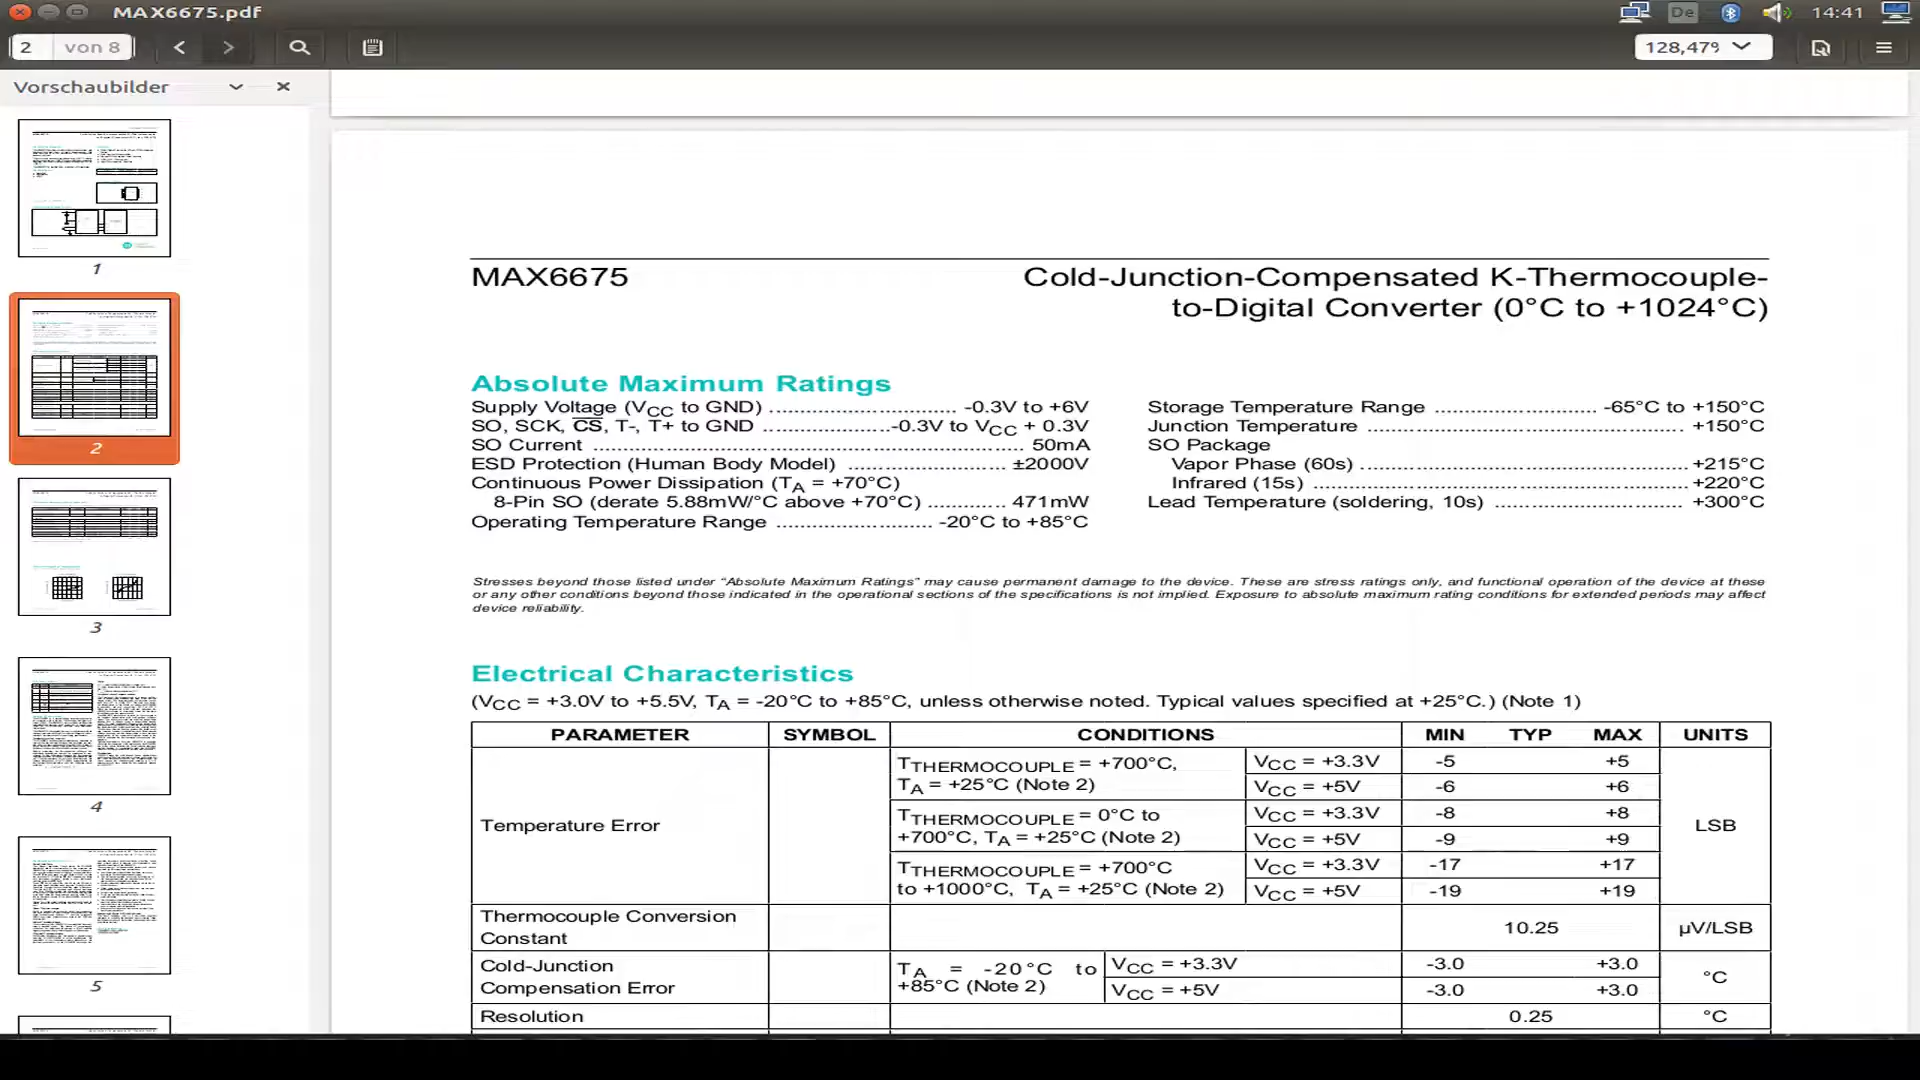 MAX6675.pdf
De
14:41
2 von 8
128,47%
Vorschaubilder
1
2
3
4
5
MAX6675
Cold-Junction-Compensated K-Thermocouple-
to-Digital Converter (0°C to +1024°C)
Absolute Maximum Ratings
Supply Voltage (VCC to GND) .............................. -0.3V to +6V
SO, SCK, CS, T-, T+ to GND .....................-0.3V to VCC + 0.3V
SO Current ..................................................................... 50mA
ESD Protection (Human Body Model) ......................... ±2000V
Continuous Power Dissipation (TA = +70°C)
8-Pin SO (derate 5.88mW/°C above +70°C) ............ 471mW
Operating Temperature Range ......................... -20°C to +85°C
Storage Temperature Range .......................... -65°C to +150°C
Junction Temperature .................................................... +150°C
SO Package
Vapor Phase (60s) ..................................................... +215°C
Infrared (15s) ............................................................. +220°C
Lead Temperature (soldering, 10s) .............................. +300°C
Stresses beyond those listed under “Absolute Maximum Ratings” may cause permanent damage to the device. These are stress ratings only, and functional operation of the device at these
or any other conditions beyond those indicated in the operational sections of the specifications is not implied. Exposure to absolute maximum rating conditions for extended periods may affect
device reliability.
Electrical Characteristics
(VCC = +3.0V to +5.5V, TA = -20°C to +85°C, unless otherwise noted. Typical values specified at +25°C.) (Note 1)
PARAMETER SYMBOL CONDITIONS MIN TYP MAX UNITS
Temperature Error
TTHERMOCOUPLE = +700°C,
TA = +25°C (Note 2)
VCC = +3.3V -5 +5
VCC = +5V -6 +6
TTHERMOCOUPLE = 0°C to
+700°C, TA = +25°C (Note 2)
VCC = +3.3V -8 +8
VCC = +5V -9 +9
TTHERMOCOUPLE = +700°C
to +1000°C, TA = +25°C (Note 2)
VCC = +3.3V -17 +17
VCC = +5V -19 +19
LSB
Thermocouple Conversion
Constant
10.25 µV/LSB
Cold-Junction
Compensation Error
TA = -20°C to
+85°C (Note 2)
VCC = +3.3V -3.0 +3.0
VCC = +5V -3.0 +3.0
°C
Resolution 0.25 °C